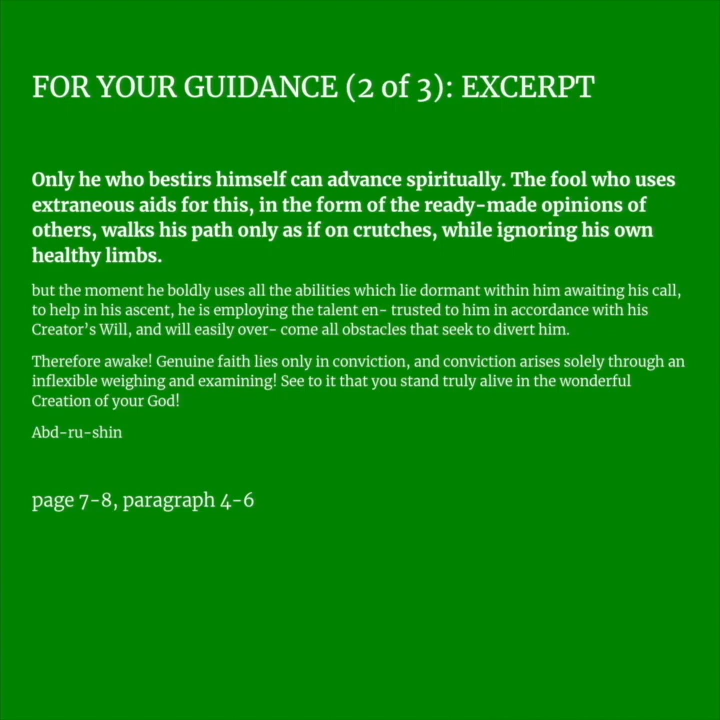 FOR YOUR GUIDANCE (2 of 3): EXCERPT
Only he who bestirs himself can advance spiritually. The fool who uses
extraneous aids for this, in the form of the ready-made opinions of
others, walks his path only as if on crutches, while ignoring his own
healthy limbs.
but the moment he boldly uses all the abilities which lie dormant within him awaiting his call,
to help in his ascent, he is employing the talent en- trusted to him in accordance with his
Creator's Will, and will easily over- come all obstacles that seek to divert him.
Therefore awake! Genuine faith lies only in conviction, and conviction arises solely through an
inflexible weighing and examining! See to it that you stand truly alive in the wonderful
Creation of your God!
Abd-ru-shin
page 7-8, paragraph 4-6